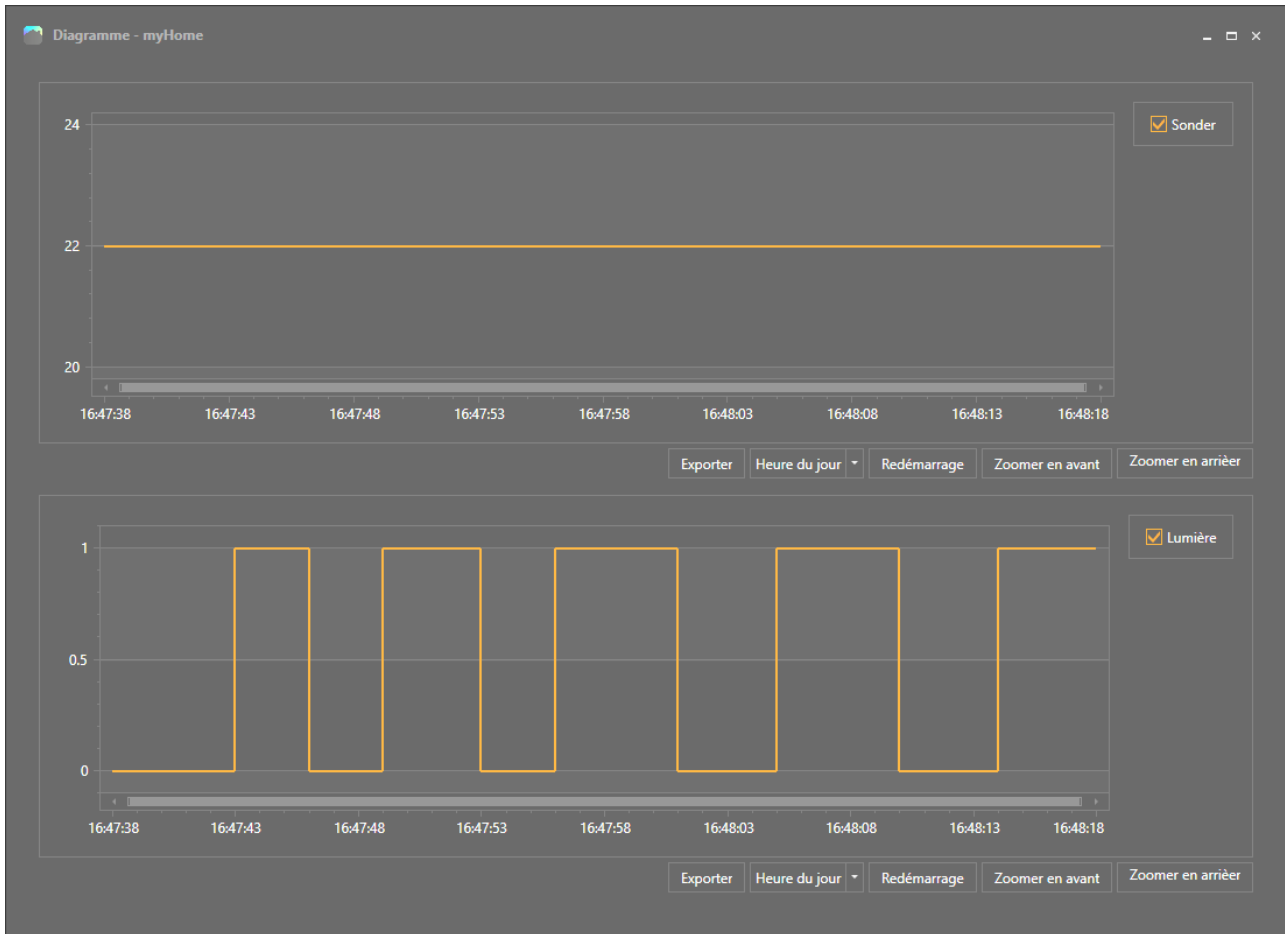 Diagramme - myHome
24
Sonder
22
20
16:47:38 16:47:43 16:47:48 16:47:53 16:47:58 16:48:03 16:48:08 16:48:13 16:48:18
Exporter Heure du jour Redémarrage Zoomer en avant Zoomer en arrièer
1
Lumière
0.5
0
16:47:38 16:47:43 16:47:48 16:47:53 16:47:58 16:48:03 16:48:08 16:48:13 16:48:18
Exporter Heure du jour Redémarrage Zoomer en avant Zoomer en arrièer